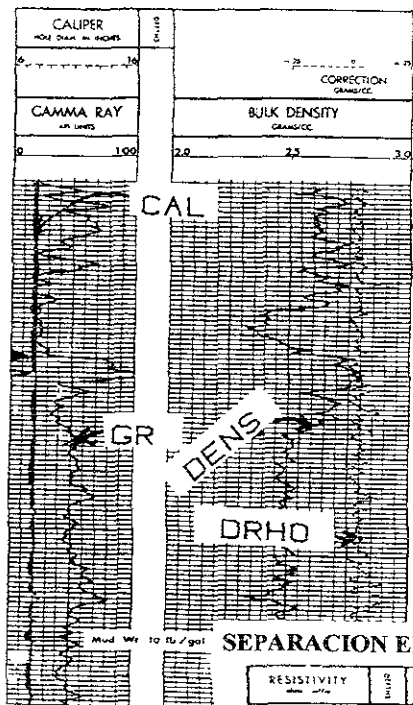 CALIPER
HOLE DIAM. IN INCHES
DEPTHS
6 16
CORRECTION
GRAMS/CC
GAMMA RAY
API UNITS
BULK DENSITY
GRAMS/CC
0 100
2.0 2.5 3.0
CAL
GR
DENS
DRHO
Mud Wt. 10 lb/gal
SEPARACION E
RESISTIVITY